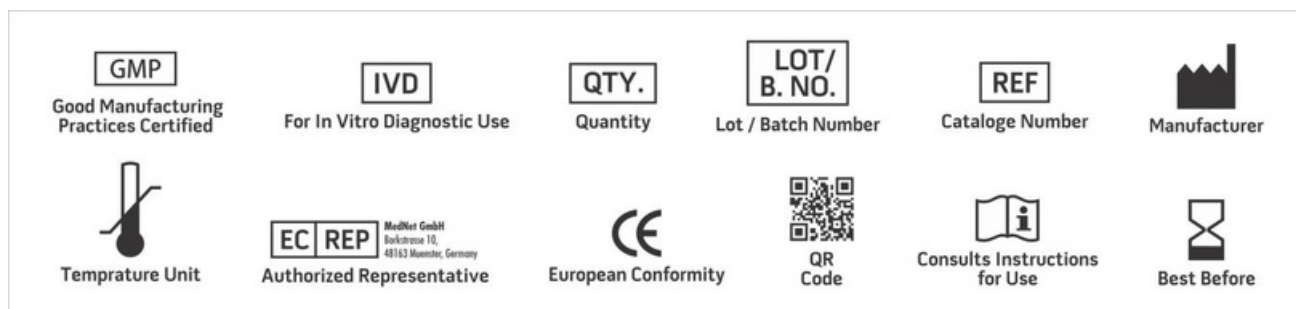 GMP
Good Manufacturing
Practices Certified
IVD
For In Vitro Diagnostic Use
QTY.
Quantity
LOT/
B. NO.
Lot / Batch Number
REF
Cataloge Number
Manufacturer
Temprature Unit
EC REP
MedNet GmbH
Borkstrasse 10,
48163 Muenster, Germany
Authorized Representative
CE
European Conformity
QR
Code
i
Consults Instructions
for Use
Best Before